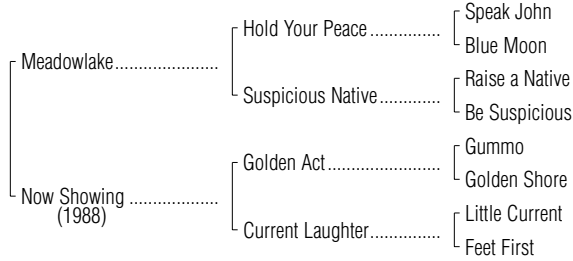 Speak John
Hold Your Peace................
Blue Moon
Meadowlake......................
Raise a Native
Suspicious Native..............
Be Suspicious
Gummo
Golden Act........................
Golden Shore
Now Showing ...................
(1988)
Little Current
Current Laughter................
Feet First